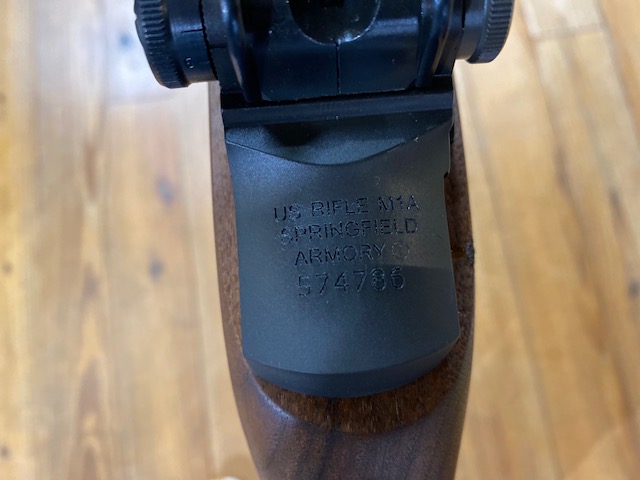 US RIFLE M1A
SPRINGFIELD
ARMORY ®
574786